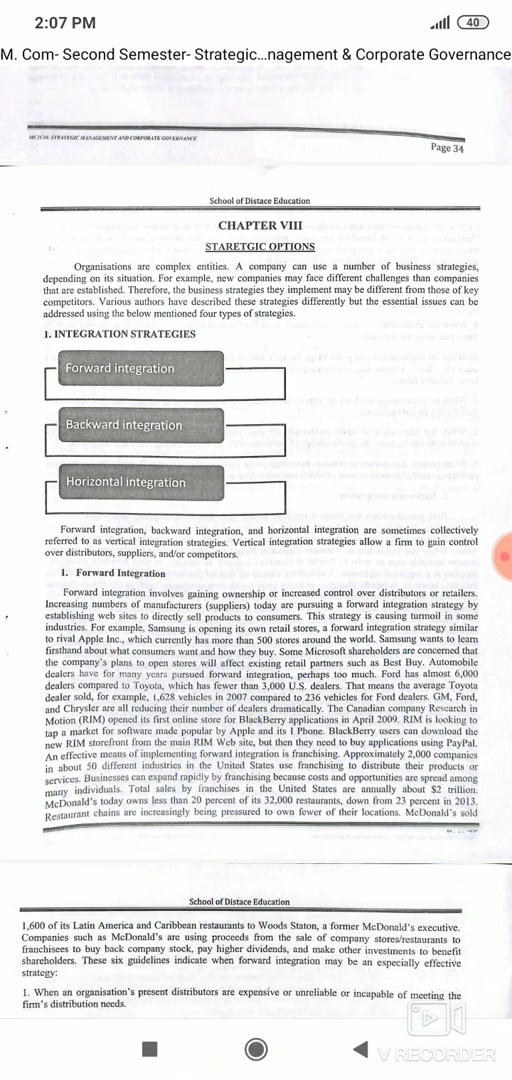 2:07 PM
40
M. Com- Second Semester- Strategic...nagement & Corporate Governance
MC2C10: STRATEGIC MANAGEMENT AND CORPORATE GOVERNANCE
Page 34
School of Distace Education
CHAPTER VIII
STARETGIC OPTIONS
Organisations are complex entities. A company can use a number of business strategies,
depending on its situation. For example, new companies may face different challenges than companies
that are established. Therefore, the business strategies they implement may be different from those of key
competitors. Various authors have described these strategies differently but the essential issues can be
addressed using the below mentioned four types of strategies.
1. INTEGRATION STRATEGIES
Forward integration
Backward integration
Horizontal integration
Forward integration, backward integration, and horizontal integration are sometimes collectively
referred to as vertical integration strategies. Vertical integration strategies allow a firm to gain control
over distributors, suppliers, and/or competitors.
1. Forward Integration
Forward integration involves gaining ownership or increased control over distributors or retailers.
Increasing numbers of manufacturers (suppliers) today are pursuing a forward integration strategy by
establishing web sites to directly sell products to consumers. This strategy is causing turmoil in some
industries. For example, Samsung is opening its own retail stores, a forward integration strategy similar
to rival Apple Inc., which currently has more than 500 stores around the world. Samsung wants to learn
firsthand about what consumers want and how they buy. Some Microsoft shareholders are concerned that
the company's plans to open stores will affect existing retail partners such as Best Buy. Automobile
dealers have for many years pursued forward integration, perhaps too much. Ford has almost 6,000
dealers compared to Toyota, which has fewer than 3,000 U.S. dealers. That means the average Toyota
dealer sold, for example, 1,628 vehicles in 2007 compared to 236 vehicles for Ford dealers. GM, Ford,
and Chrysler are all reducing their number of dealers dramatically. The Canadian company Research in
Motion (RIM) opened its first online store for BlackBerry applications in April 2009. RIM is looking to
tap a market for software made popular by Apple and its I Phone. BlackBerry users can download the
new RIM storefront from the main RIM Web site, but then they need to buy applications using PayPal.
An effective means of implementing forward integration is franchising. Approximately 2,000 companies
in about 50 different industries in the United States use franchising to distribute their products or
services. Businesses can expand rapidly by franchising because costs and opportunities are spread among
many individuals. Total sales by franchises in the United States are annually about $2 trillion.
McDonald's today owns less than 20 percent of its 32,000 restaurants, down from 23 percent in 2013.
Restaurant chains are increasingly being pressured to own fewer of their locations. McDonald's sold
School of Distace Education
1,600 of its Latin America and Caribbean restaurants to Woods Staton, a former McDonald's executive.
Companies such as McDonald's are using proceeds from the sale of company stores/restaurants to
franchisees to buy back company stock, pay higher dividends, and make other investments to benefit
shareholders. These six guidelines indicate when forward integration may be an especially effective
strategy:
1. When an organisation's present distributors are expensive or unreliable or incapable of meeting the
firm's distribution needs.
V RECORDER